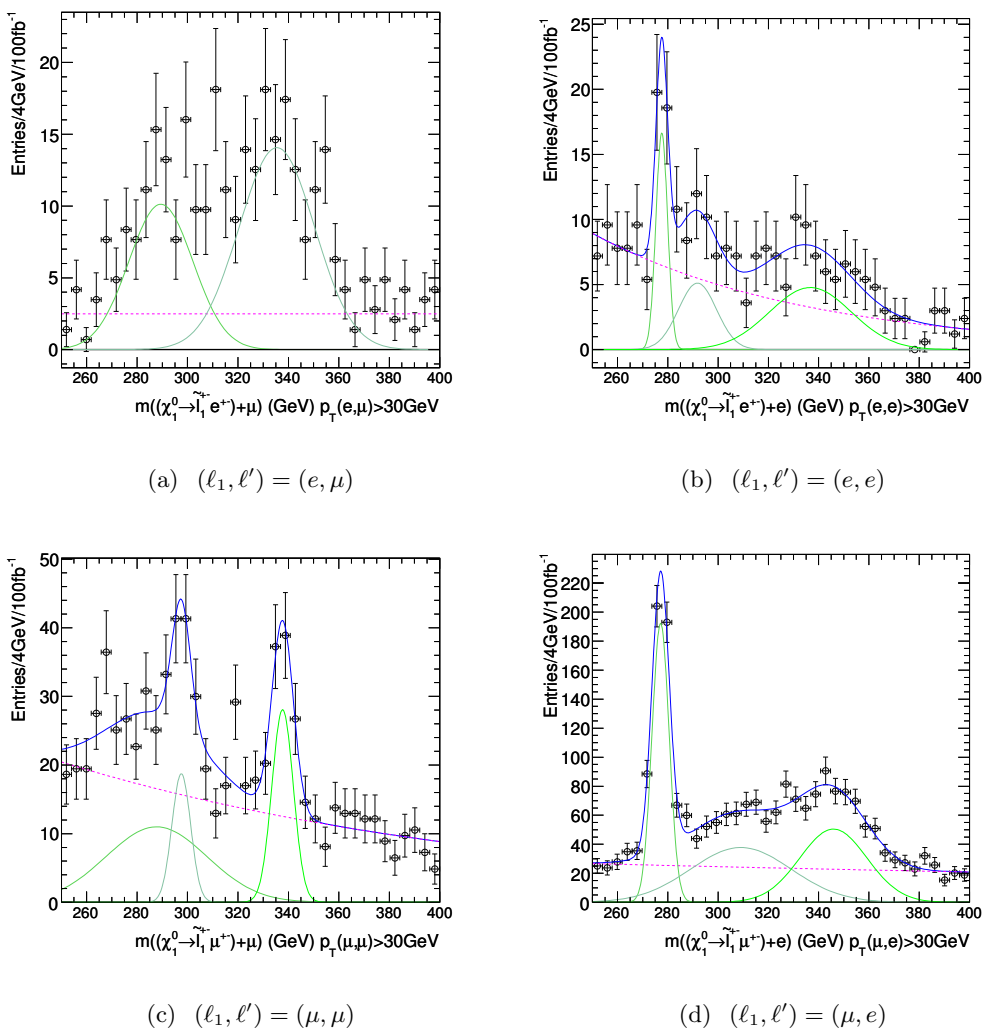 Entries/4GeV/100fb⁻¹
20
15
10
5
0
260 280 300 320 340 360 380 400
m((χ₁⁰→l̃₁⁺⁻e⁺⁻)+μ) (GeV) p_T(e,μ)>30GeV
(a) (ℓ₁, ℓ′) = (e, μ)
Entries/4GeV/100fb⁻¹
25
20
15
10
5
0
260 280 300 320 340 360 380 400
m((χ₁⁰→l̃₁⁺⁻e⁺⁻)+e) (GeV) p_T(e,e)>30GeV
(b) (ℓ₁, ℓ′) = (e, e)
Entries/4GeV/100fb⁻¹
50
40
30
20
10
0
260 280 300 320 340 360 380 400
m((χ₁⁰→l̃₁⁺⁻μ⁺⁻)+μ) (GeV) p_T(μ,μ)>30GeV
(c) (ℓ₁, ℓ′) = (μ, μ)
Entries/4GeV/100fb⁻¹
220
200
180
160
140
120
100
80
60
40
20
0
260 280 300 320 340 360 380 400
m((χ₁⁰→l̃₁⁺⁻μ⁺⁻)+e) (GeV) p_T(μ,e)>30GeV
(d) (ℓ₁, ℓ′) = (μ, e)